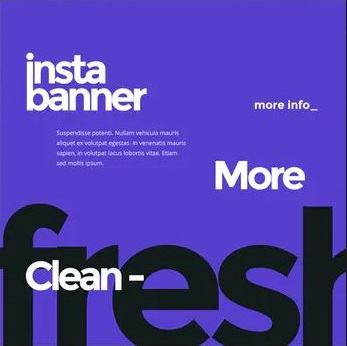 insta
banner
more info_
Suspendisse potenti. Nullam vehicula mauris
aliquet ex volutpat egestas. In venenatis mauris
sapien, in volutpat lacus lobortis vitae. Etiam
sed mollis ipsum.
More
fresh
Clean -